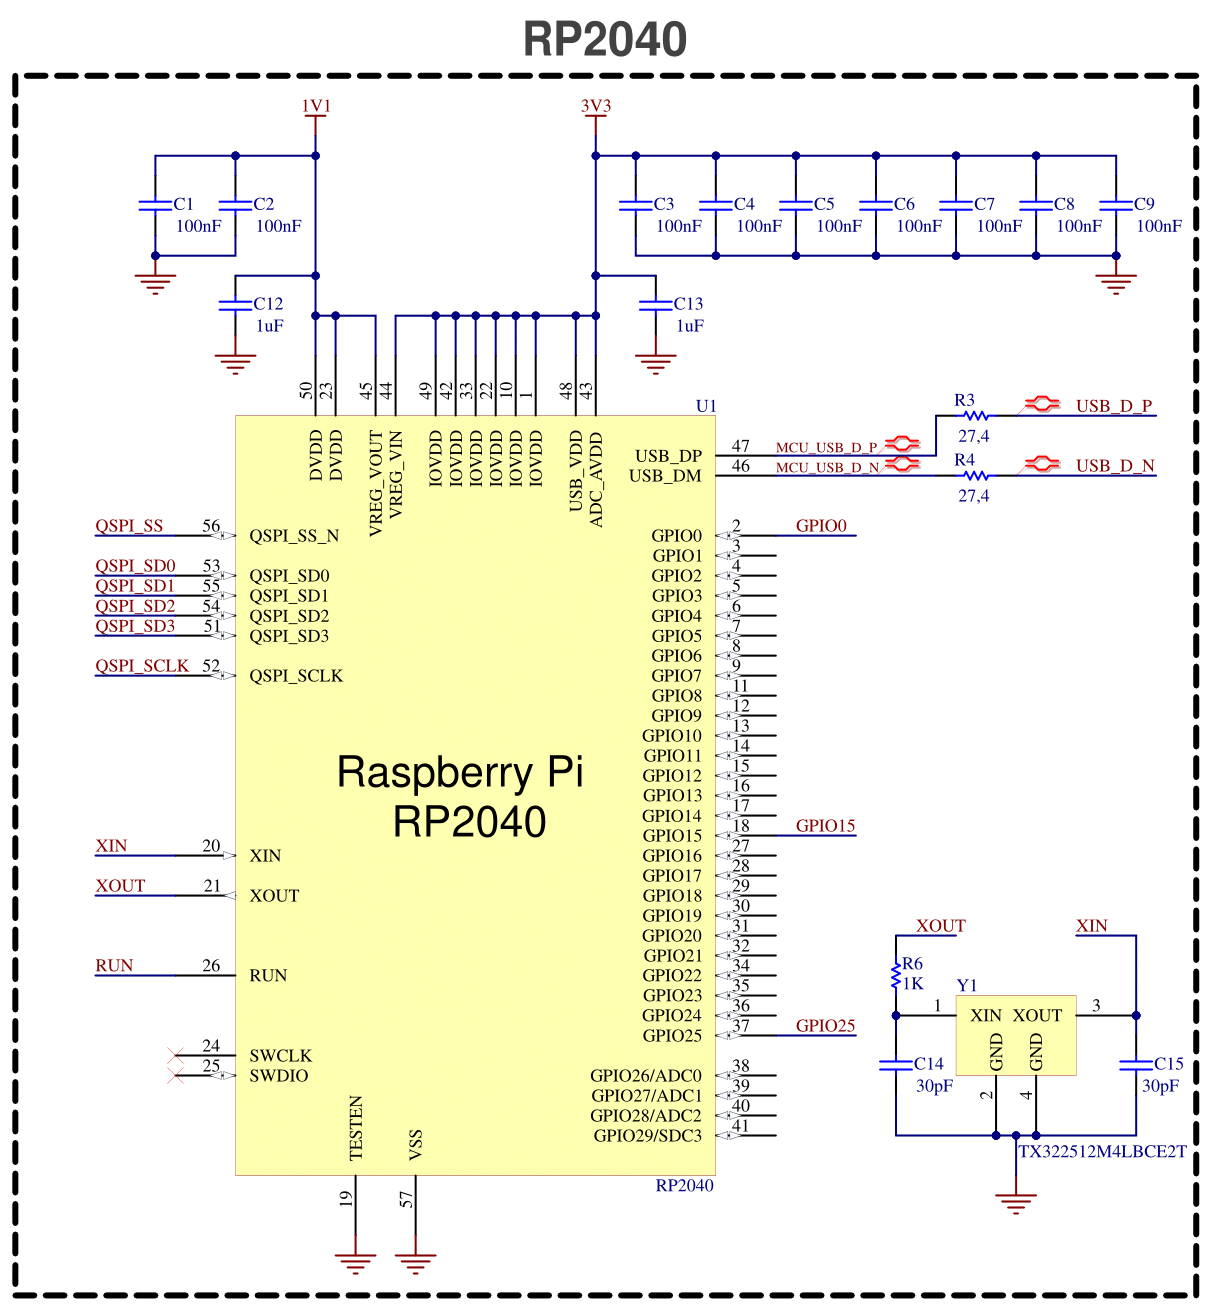 RP2040
1V1
3V3
C1
100nF
C2
100nF
C3
100nF
C4
100nF
C5
100nF
C6
100nF
C7
100nF
C8
100nF
C9
100nF
C12
1uF
C13
1uF
50
23
45
44
49
42
33
22
10
1
48
43
U1
DVDD
DVDD
VREG_VOUT
VREG_VIN
IOVDD
IOVDD
IOVDD
IOVDD
IOVDD
IOVDD
USB_VDD
ADC_AVDD
USB_DP 47 MCU_USB_D_P
USB_DM 46 MCU_USB_D_N
R3
27,4
USB_D_P
R4
27,4
USB_D_N
QSPI_SS 56 QSPI_SS_N
QSPI_SD0 53 QSPI_SD0
QSPI_SD1 55 QSPI_SD1
QSPI_SD2 54 QSPI_SD2
QSPI_SD3 51 QSPI_SD3
QSPI_SCLK 52 QSPI_SCLK
GPIO0 2 GPIO0
GPIO1 3
GPIO2 4
GPIO3 5
GPIO4 6
GPIO5 7
GPIO6 8
GPIO7 9
GPIO8 11
GPIO9 12
GPIO10 13
GPIO11 14
GPIO12 15
GPIO13 16
GPIO14 17
GPIO15 18 GPIO15
GPIO16 27
GPIO17 28
GPIO18 29
GPIO19 30
GPIO20 31
GPIO21 32
GPIO22 34
GPIO23 35
GPIO24 36
GPIO25 37 GPIO25
GPIO26/ADC0 38
GPIO27/ADC1 39
GPIO28/ADC2 40
GPIO29/SDC3 41
Raspberry Pi
RP2040
XIN 20 XIN
XOUT 21 XOUT
RUN 26 RUN
24 SWCLK
25 SWDIO
TESTEN
VSS
19
57
RP2040
XOUT
XIN
R6
1K
Y1
1
XIN XOUT
3
GND
GND
2
4
C14
30pF
C15
30pF
TX322512M4LBCE2T